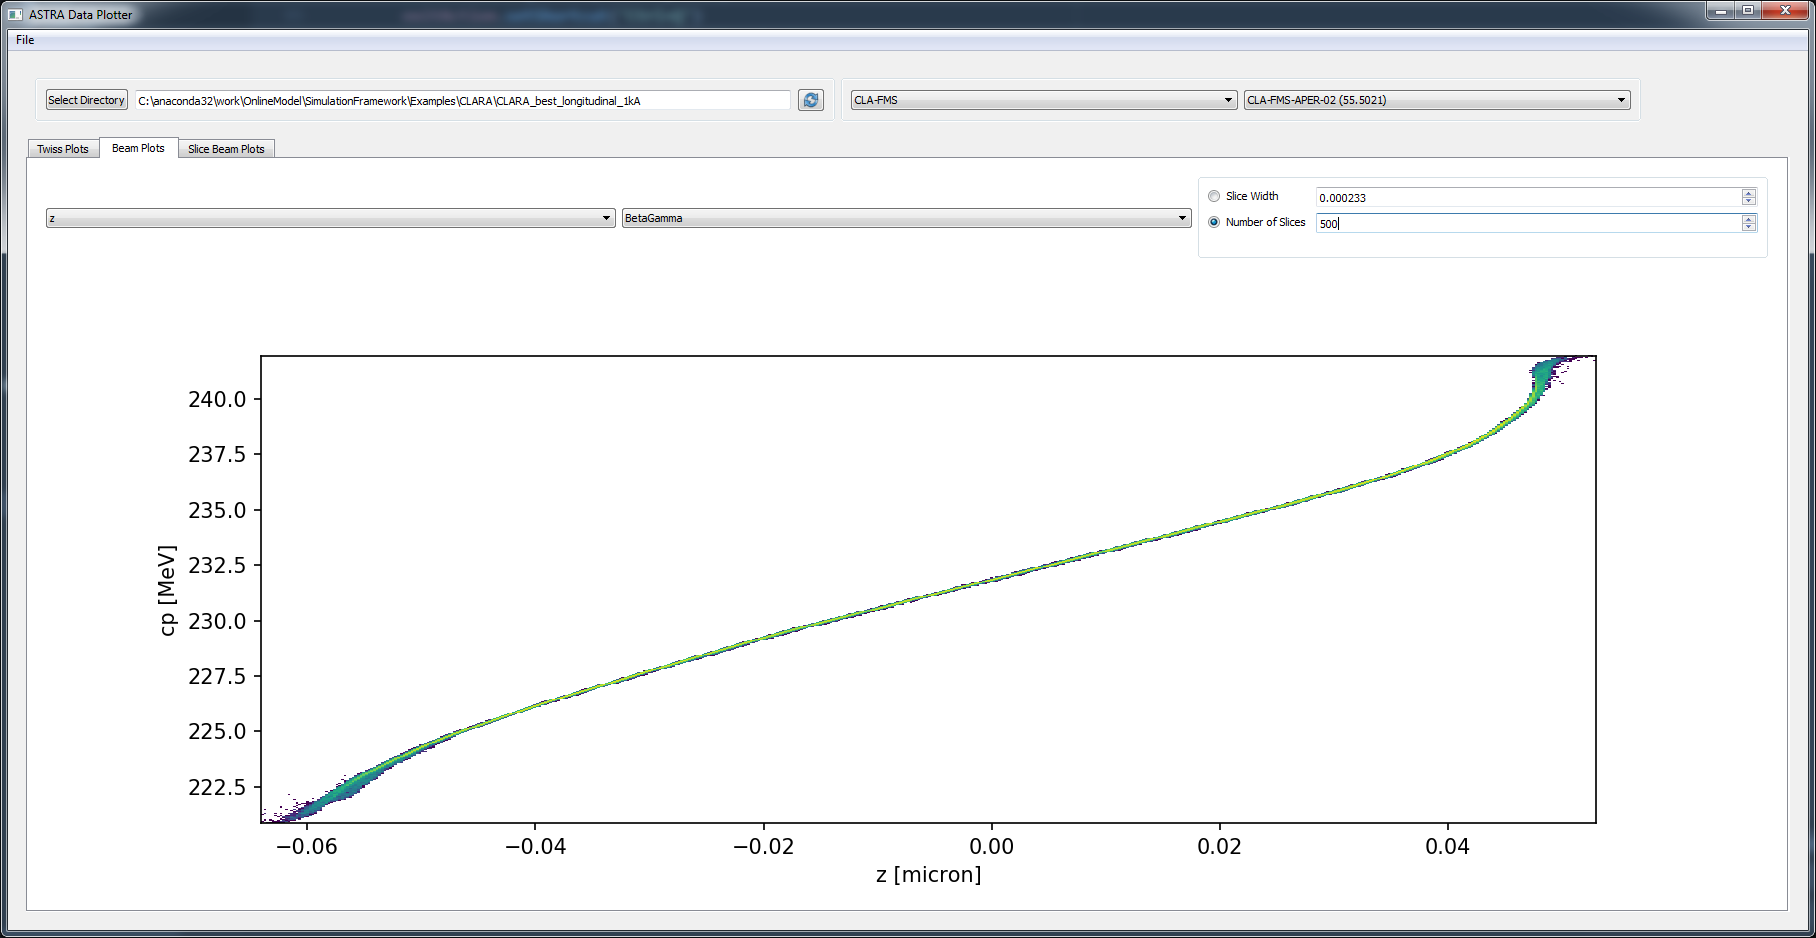 ASTRA Data Plotter
File
Select Directory
C:\anaconda32\work\OnlineModel\SimulationFramework\Examples\CLARA\CLARA_best_longitudinal_1kA
CLA-FMS
CLA-FMS-APER-02 (55.5021)
Twiss Plots
Beam Plots
Slice Beam Plots
z
BetaGamma
Slice Width
0.000233
Number of Slices
500
240.0
237.5
235.0
232.5
230.0
227.5
225.0
222.5
cp [MeV]
−0.06
−0.04
−0.02
0.00
0.02
0.04
z [micron]